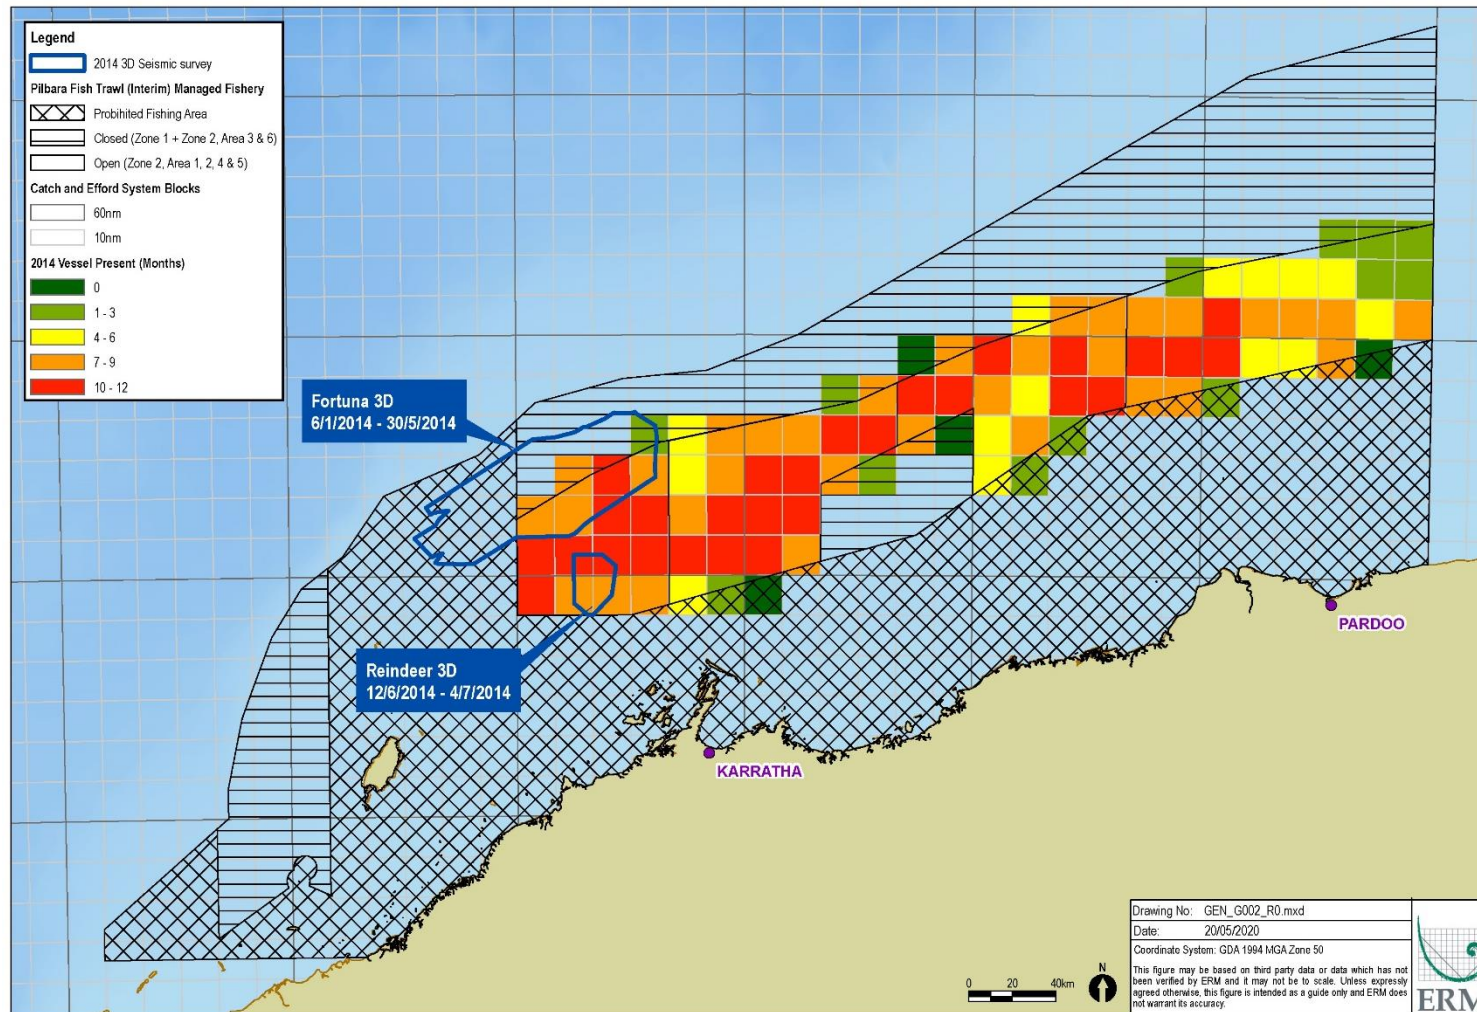 Legend
2014 3D Seismic survey
Pilbara Fish Trawl (Interim) Managed Fishery
Probihited Fishing Area
Closed (Zone 1 + Zone 2, Area 3 & 6)
Open (Zone 2, Area 1, 2, 4 & 5)
Catch and Efford System Blocks
60nm
10nm
2014 Vessel Present (Months)
0
1 - 3
4 - 6
7 - 9
10 - 12
Fortuna 3D
6/1/2014 - 30/5/2014
Reindeer 3D
12/6/2014 - 4/7/2014
PARDOO
KARRATHA
0 20 40km
N
Drawing No: GEN_G002_R0.mxd
Date: 20/05/2020
Coordinate System: GDA 1994 MGA Zone 50
This figure may be based on third party data or data which has not
been verified by ERM and it may not be to scale. Unless expressly
agreed otherwise, this figure is intended as a guide only and ERM does
not warrant its accuracy.
ERM